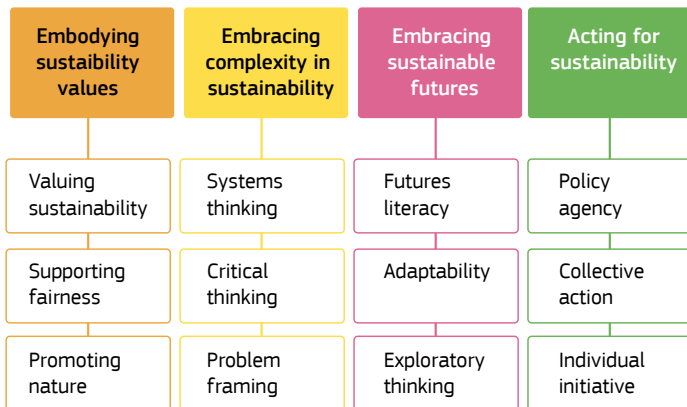 Embodying
sustaibility
values
Embracing
complexity in
sustainability
Embracing
sustainable
futures
Acting for
sustainability
Valuing
sustainability
Systems
thinking
Futures
literacy
Policy
agency
Supporting
fairness
Critical
thinking
Adaptability
Collective
action
Promoting
nature
Problem
framing
Exploratory
thinking
Individual
initiative